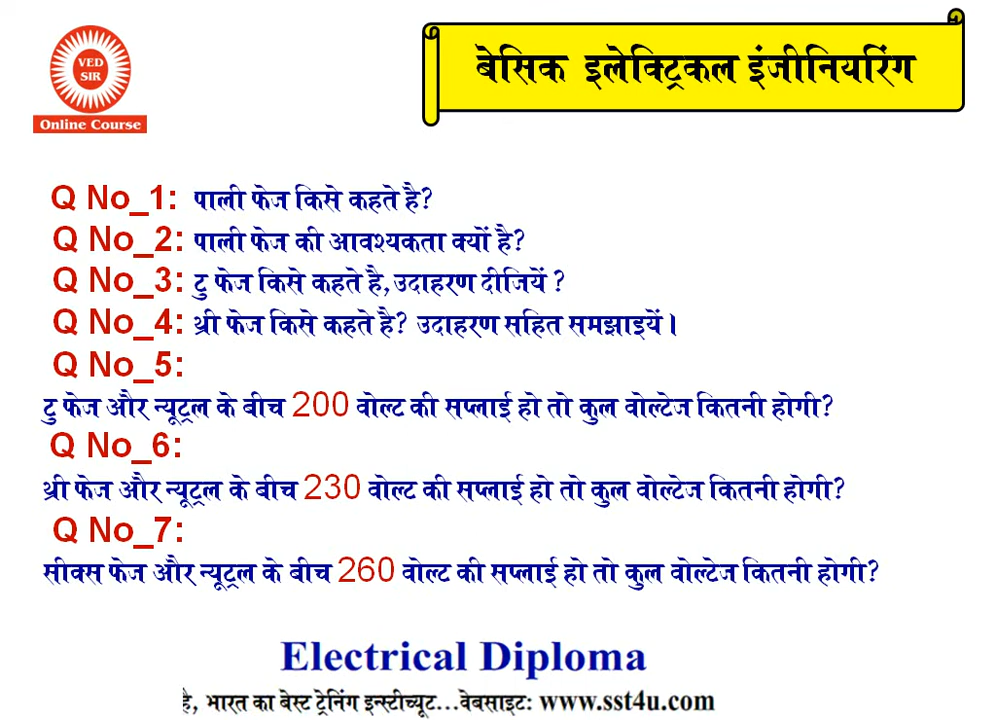 VED
SIR
Online Course
बेसिक इलेक्ट्रिकल इंजीनियरिंग
Q No_1: पाली फेज किसे कहते है?
Q No_2: पाली फेज की आवश्यकता क्यों है?
Q No_3: टु फेज किसे कहते है,उदाहरण दीजियें ?
Q No_4: थ्री फेज किसे कहते है? उदाहरण सहित समझाइयें ।
Q No_5:
टु फेज और न्यूट्रल के बीच 200 वोल्ट की सप्लाई हो तो कुल वोल्टेज कितनी होगी?
Q No_6:
थ्री फेज और न्यूट्रल के बीच 230 वोल्ट की सप्लाई हो तो कुल वोल्टेज कितनी होगी?
Q No_7:
सीक्स फेज और न्यूट्रल के बीच 260 वोल्ट की सप्लाई हो तो कुल वोल्टेज कितनी होगी?
Electrical Diploma
है, भारत का बेस्ट ट्रेनिंग इन्स्टीच्यूट...वेबसाइट: www.sst4u.com